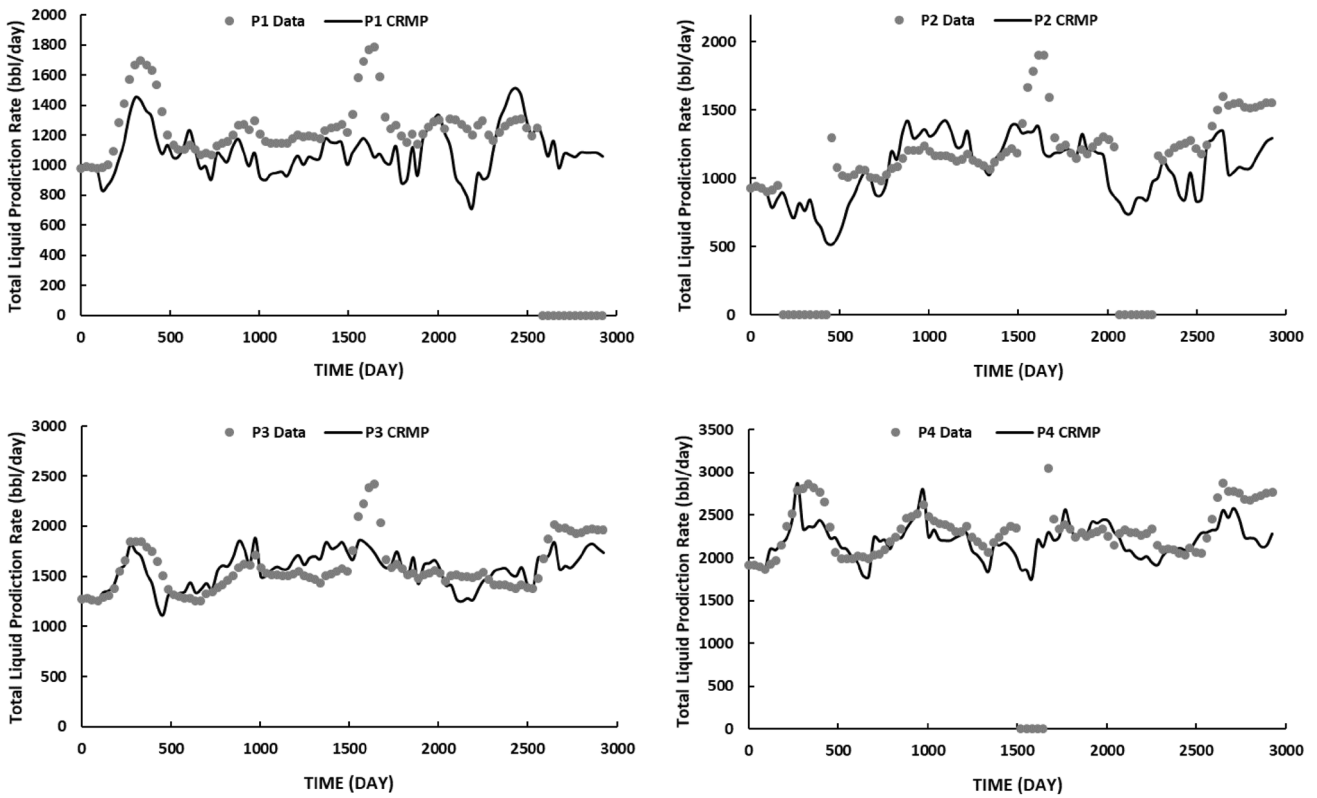 P1 Data P1 CRMP
Total Liquid Prodiction Rate (bbl/day)
2000
1800
1600
1400
1200
1000
800
600
400
200
0
0 500 1000 1500 2000 2500 3000
TIME (DAY)
P2 Data P2 CRMP
Total Liquid Production Rate (bbl/day)
2000
1500
1000
500
0
0 500 1000 1500 2000 2500 3000
TIME (DAY)
P3 Data P3 CRMP
Total Liquid Prodiction Rate (bbl/day)
3000
2500
2000
1500
1000
500
0
0 500 1000 1500 2000 2500 3000
TIME (DAY)
P4 Data P4 CRMP
Total Liquid Production Rate (bbl/day)
3500
3000
2500
2000
1500
1000
500
0
0 500 1000 1500 2000 2500 3000
TIME (DAY)